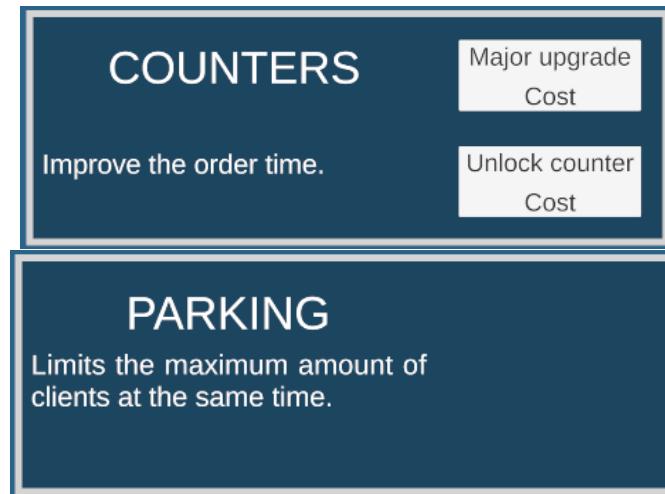 COUNTERS
Improve the order time.
Major upgrade
Cost
Unlock counter
Cost
PARKING
Limits the maximum amount of
clients at the same time.